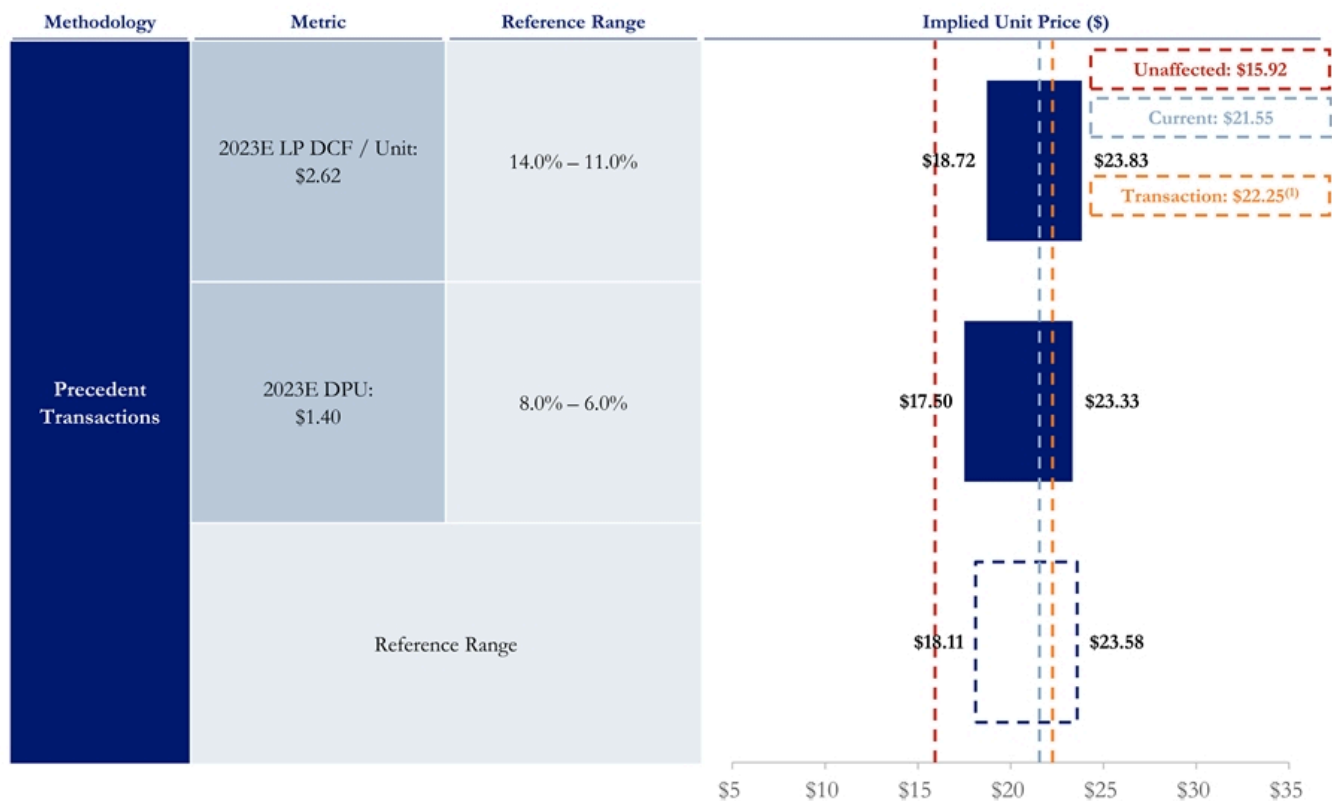 Methodology
Metric
Reference Range
Implied Unit Price ($)
Precedent
Transactions
2023E LP DCF / Unit:
$2.62
14.0% – 11.0%
$18.72
$23.83
Unaffected: $15.92
Current: $21.55
Transaction: $22.25(1)
2023E DPU:
$1.40
8.0% – 6.0%
$17.50
$23.33
Reference Range
$18.11
$23.58
$5
$10
$15
$20
$25
$30
$35